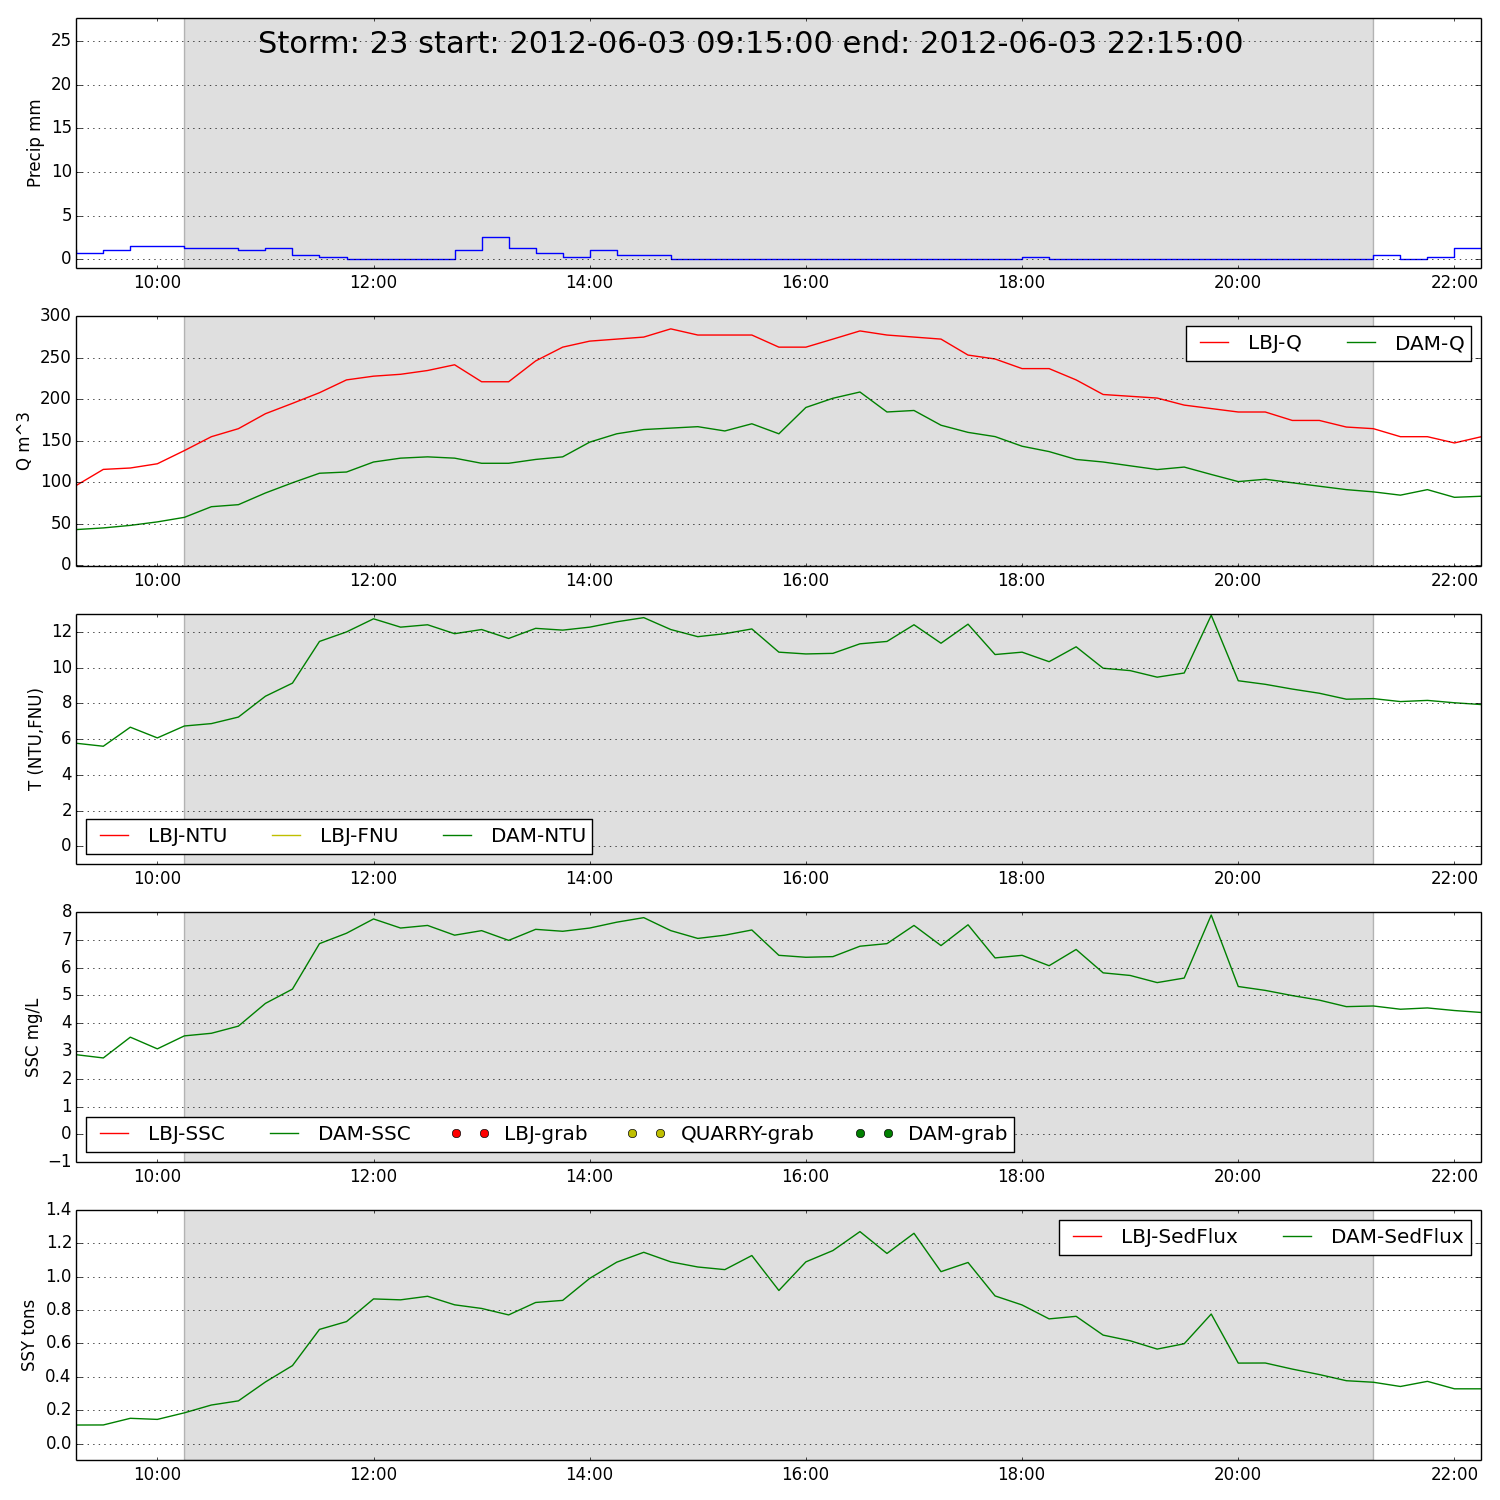 Storm: 23 start: 2012-06-03 09:15:00 end: 2012-06-03 22:15:00
Precip mm
25
20
15
10
5
0
10:00 12:00 14:00 16:00 18:00 20:00 22:00
Q m^3
300
250
200
150
100
50
0
LBJ-Q DAM-Q
10:00 12:00 14:00 16:00 18:00 20:00 22:00
T (NTU,FNU)
12
10
8
6
4
2
0
LBJ-NTU LBJ-FNU DAM-NTU
10:00 12:00 14:00 16:00 18:00 20:00 22:00
SSC mg/L
8
7
6
5
4
3
2
1
0
−1
LBJ-SSC DAM-SSC LBJ-grab QUARRY-grab DAM-grab
10:00 12:00 14:00 16:00 18:00 20:00 22:00
SSY tons
1.4
1.2
1.0
0.8
0.6
0.4
0.2
0.0
LBJ-SedFlux DAM-SedFlux
10:00 12:00 14:00 16:00 18:00 20:00 22:00